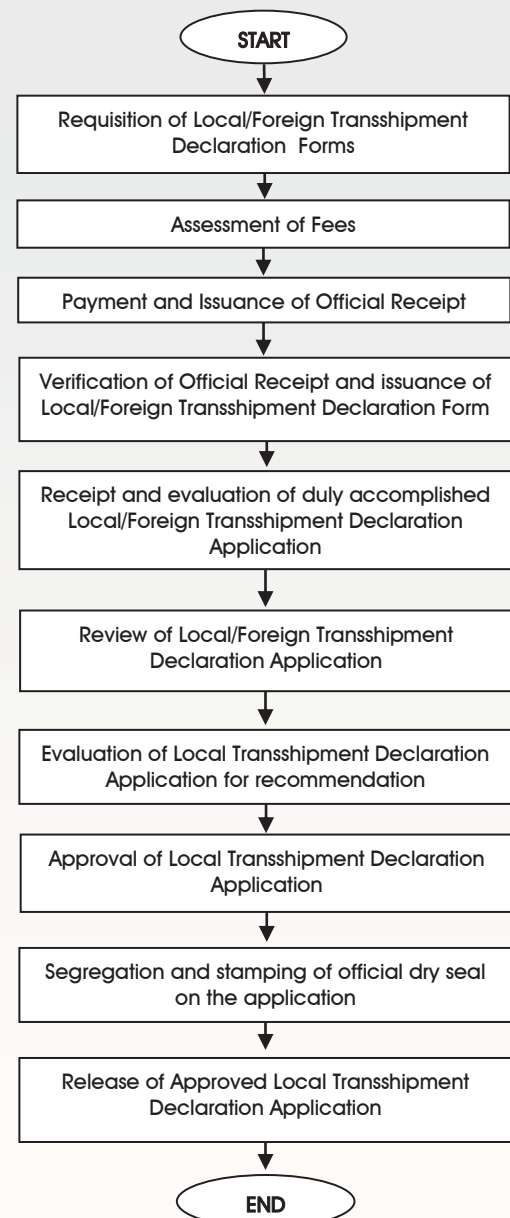 START
Requisition of Local/Foreign Transshipment
Declaration Forms
Assessment of Fees
Payment and Issuance of Official Receipt
Verification of Official Receipt and issuance of
Local/Foreign Transshipment Declaration Form
Receipt and evaluation of duly accomplished
Local/Foreign Transshipment Declaration
Application
Review of Local/Foreign Transshipment
Declaration Application
Evaluation of Local Transshipment Declaration
Application for recommendation
Approval of Local Transshipment Declaration
Application
Segregation and stamping of official dry seal
on the application
Release of Approved Local Transshipment
Declaration Application
END